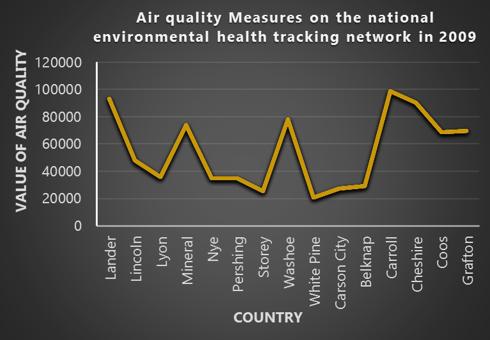 Air quality Measures on the national
environmental health tracking network in 2009
VALUE OF AIR QUALITY
120000
100000
80000
60000
40000
20000
0
Lander
Lincoln
Lyon
Mineral
Nye
Pershing
Storey
Washoe
White Pine
Carson City
Belknap
Carroll
Cheshire
Coos
Grafton
COUNTRY